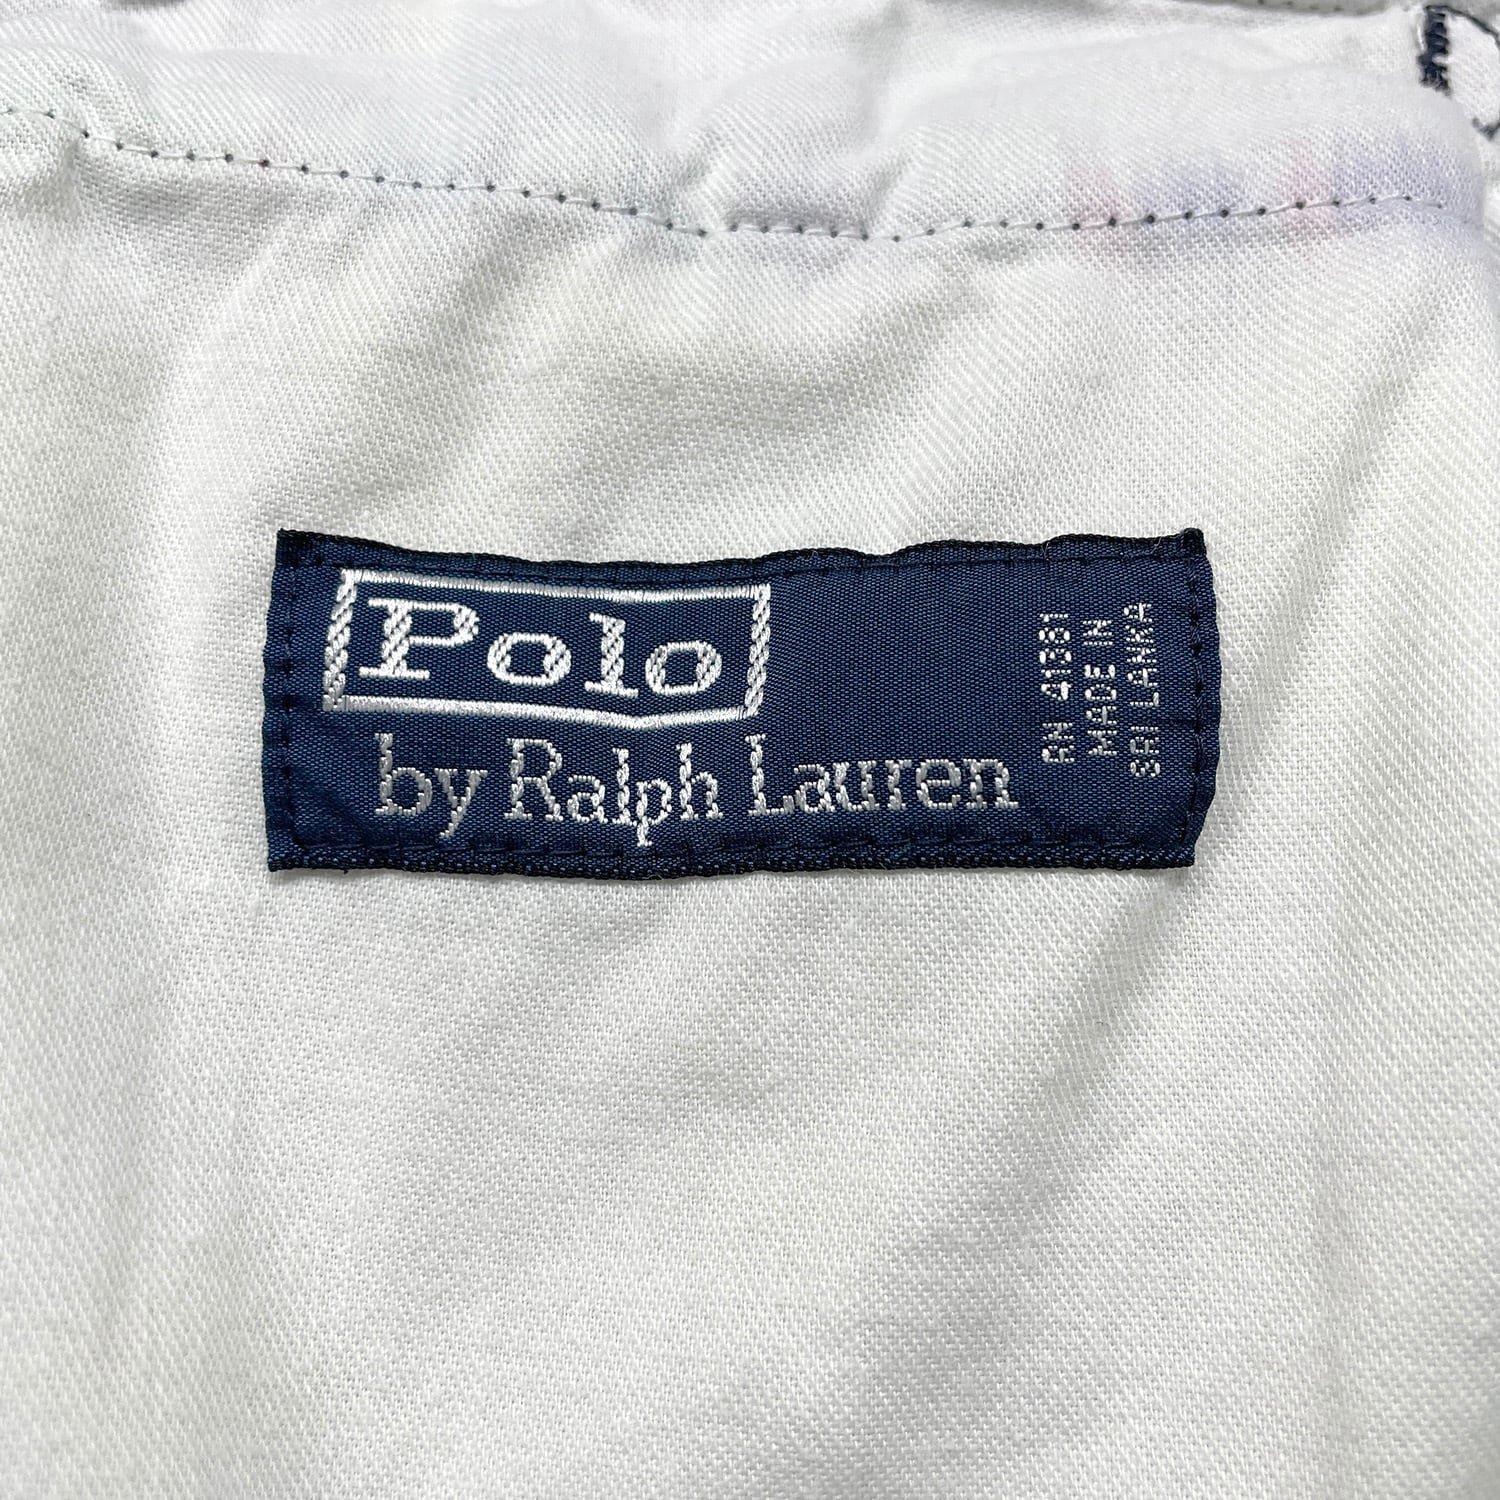 Polo
by Ralph Lauren
RN 41381
MADE IN
SRI LANKA